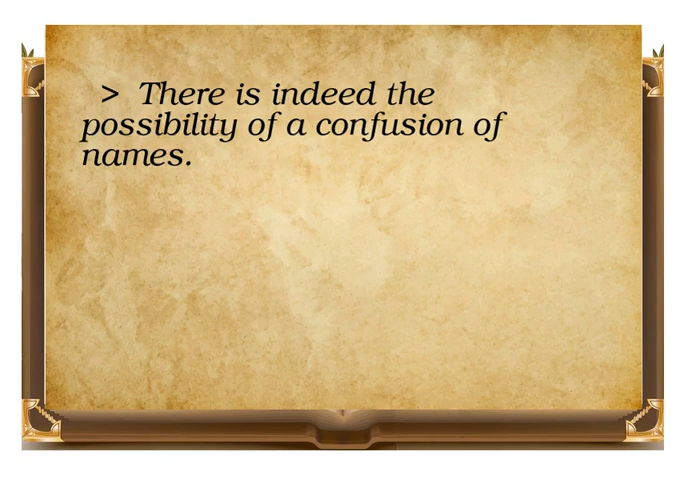 > There is indeed the
possibility of a confusion of
names.